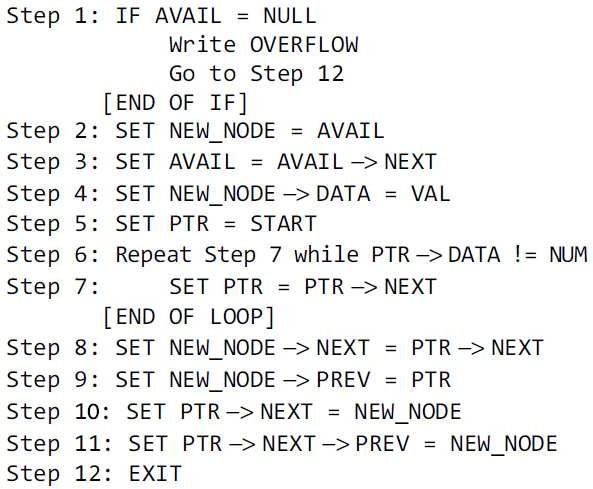 Step 1: IF AVAIL = NULL
Write OVERFLOW
Go to Step 12
[END OF IF]
Step 2: SET NEW_NODE = AVAIL
Step 3: SET AVAIL = AVAIL—>NEXT
Step 4: SET NEW_NODE—>DATA = VAL
Step 5: SET PTR = START
Step 6: Repeat Step 7 while PTR—>DATA != NUM
Step 7: SET PTR = PTR—>NEXT
[END OF LOOP]
Step 8: SET NEW_NODE—>NEXT = PTR—>NEXT
Step 9: SET NEW_NODE—>PREV = PTR
Step 10: SET PTR—>NEXT = NEW_NODE
Step 11: SET PTR—>NEXT—>PREV = NEW_NODE
Step 12: EXIT